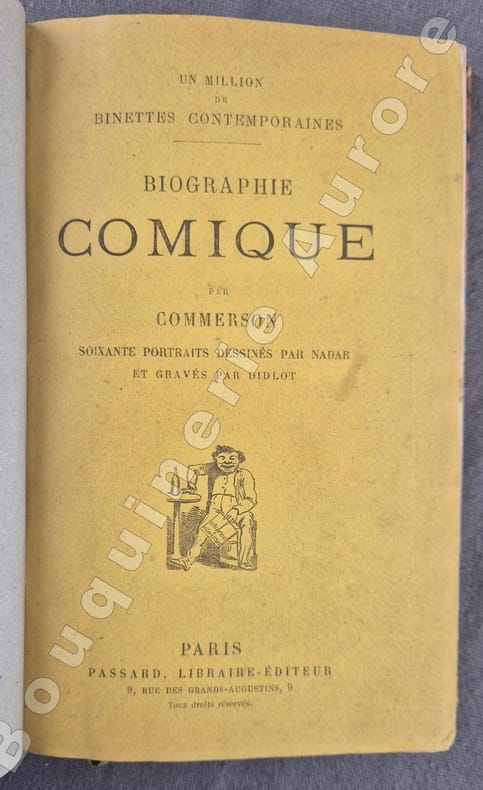 UN MILLION
DE
BINETTES CONTEMPORAINES
BIOGRAPHIE
COMIQUE
PAR
COMMERSON
SOIXANTE PORTRAITS DESSINÉS PAR NADAR
ET GRAVÉS PAR DIDLOT
PARIS
PASSARD, LIBRAIRE-ÉDITEUR
9, RUE DES GRANDS-AUGUSTINS, 9
Tous droits réservés.
Bouquinerie Aurore